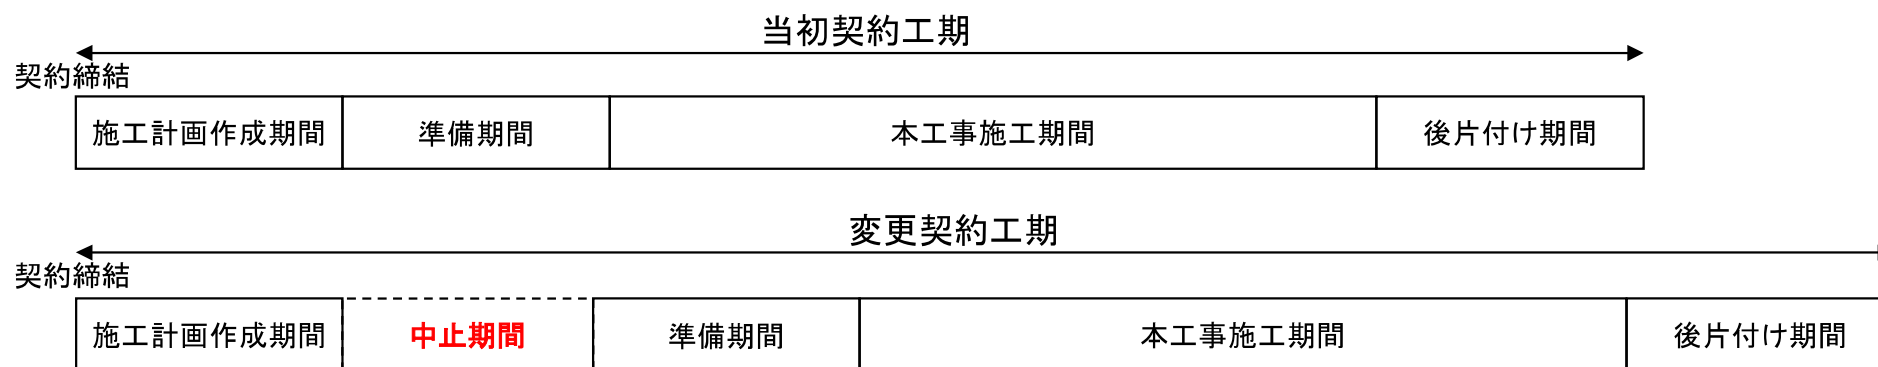 当初契約工期
契約締結
施工計画作成期間 準備期間 本工事施工期間 後片付け期間
変更契約工期
契約締結
施工計画作成期間 中止期間 準備期間 本工事施工期間 後片付け期間